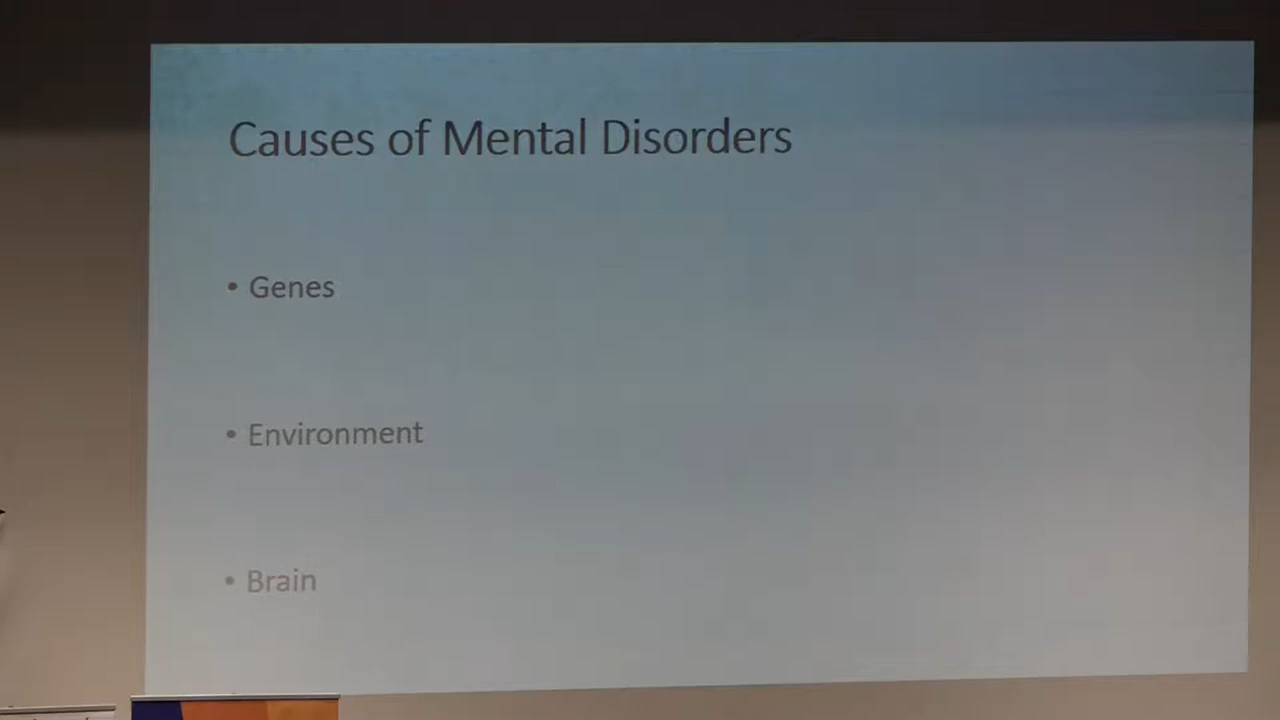 Causes of Mental Disorders
• Genes
• Environment
• Brain